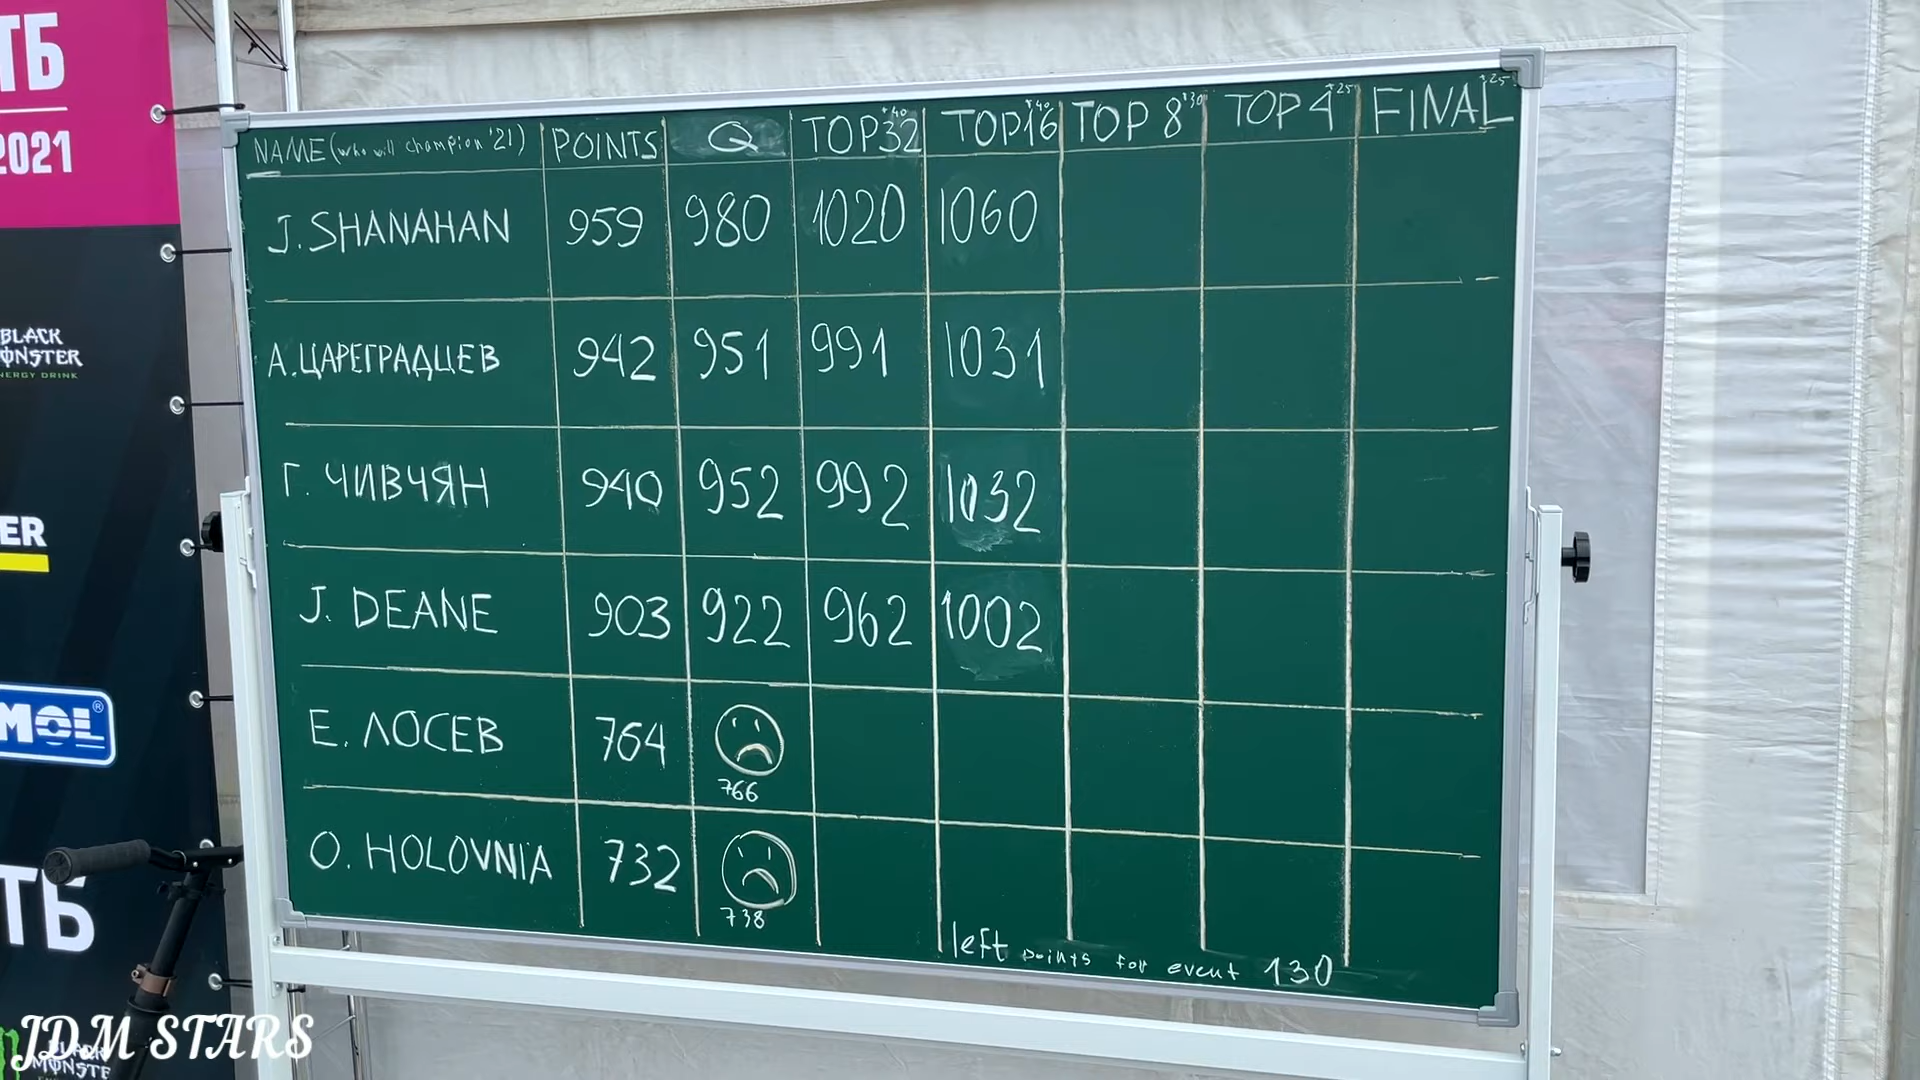 ТБ
2021
BLACK
MONSTER
ENERGY DRINK
ER
MOL®
ТБ
NAME (who will champion '21) POINTS Q TOP32 +40 TOP16 +40 TOP 8 +30 TOP 4 +25 FINAL +25
J. SHANAHAN 959 980 1020 1060
А. ЦАРЕГРАДЦЕВ 942 951 991 1031
Г. ЧИВЧЯН 940 952 992 1032
J. DEANE 903 922 962 1002
Е. ЛОСЕВ 764 766
O. HOLOVNIA 732 738
left points for event 130
JDM STARS